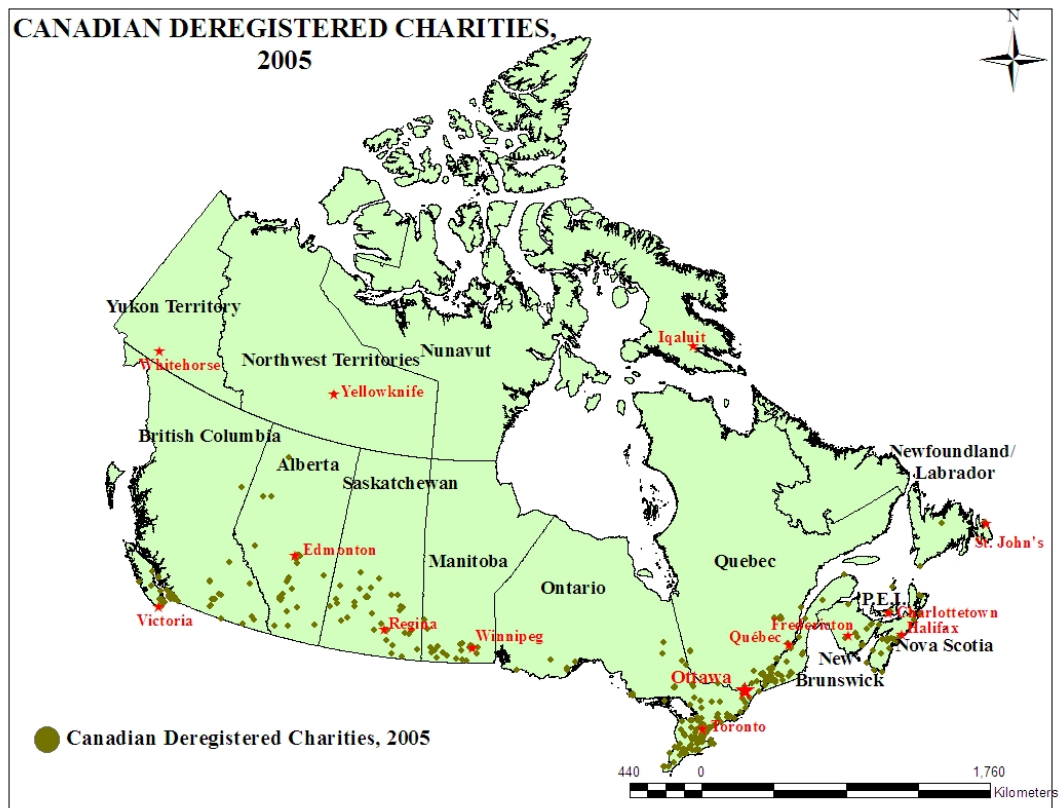 CANADIAN DEREGISTERED CHARITIES,
2005
N
Yukon Territory
Whitehorse
Northwest Territories
Yellowknife
Nunavut
Iqaluit
British Columbia
Alberta
Saskatchewan
Newfoundland/
Labrador
St. John's
Edmonton
Manitoba
Ontario
Quebec
P.E.I.
Charlottetown
Victoria
Regina
Winnipeg
Fredericton
Halifax
Québec
Nova Scotia
New
Brunswick
Ottawa
Toronto
Canadian Deregistered Charities, 2005
440 0 1,760
Kilometers